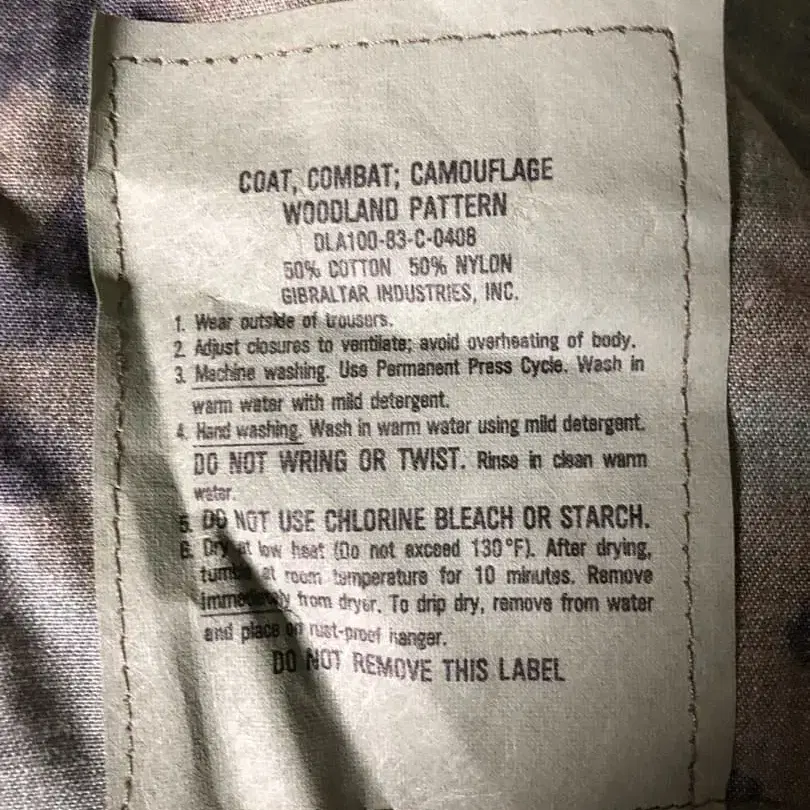 COAT, COMBAT; CAMOUFLAGE
WOODLAND PATTERN
DLA100-83-C-0408
50% COTTON 50% NYLON
GIBRALTAR INDUSTRIES, INC.
1. Wear outside of trousers.
2. Adjust closures to ventilate; avoid overheating of body.
3. Machine washing. Use Permanent Press Cycle. Wash in
warm water with mild detergent.
4. Hand washing. Wash in warm water using mild detergent.
DO NOT WRING OR TWIST. Rinse in clean warm
water.
5. DO NOT USE CHLORINE BLEACH OR STARCH.
6. Dry at low heat (Do not exceed 130°F). After drying,
tumble at room temperature for 10 minutes. Remove
immediately from dryer. To drip dry, remove from water
and place on rust-proof hanger.
DO NOT REMOVE THIS LABEL